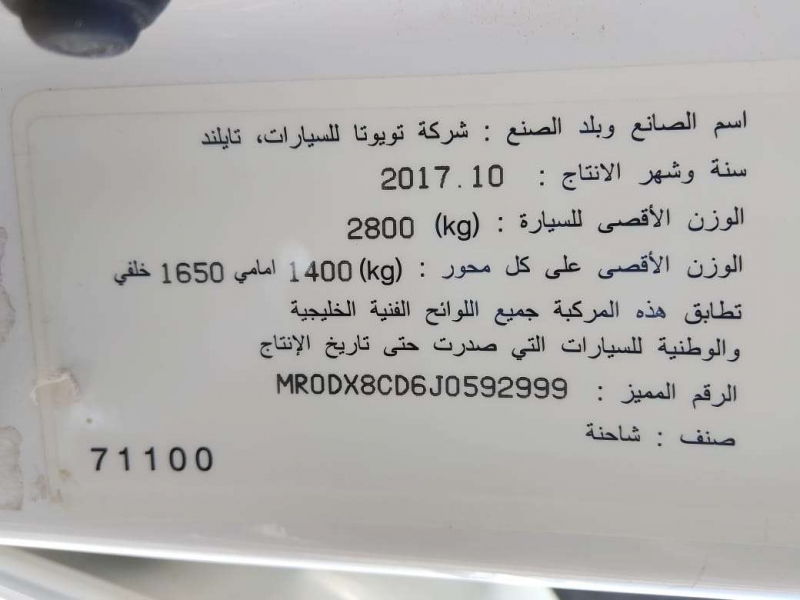 اسم الصانع وبلد الصنع : شركة تويوتا للسيارات، تايلند
سنة وشهر الانتاج : 2017.10
الوزن الأقصى للسيارة : (kg) 2800
الوزن الأقصى على كل محور : (kg) 1400 امامي 1650 خلفي
تطابق هذه المركبة جميع اللوائح الفنية الخليجية
والوطنية للسيارات التي صدرت حتى تاريخ الإنتاج
الرقم المميز : MR0DX8CD6J0592999
صنف : شاحنة
71100